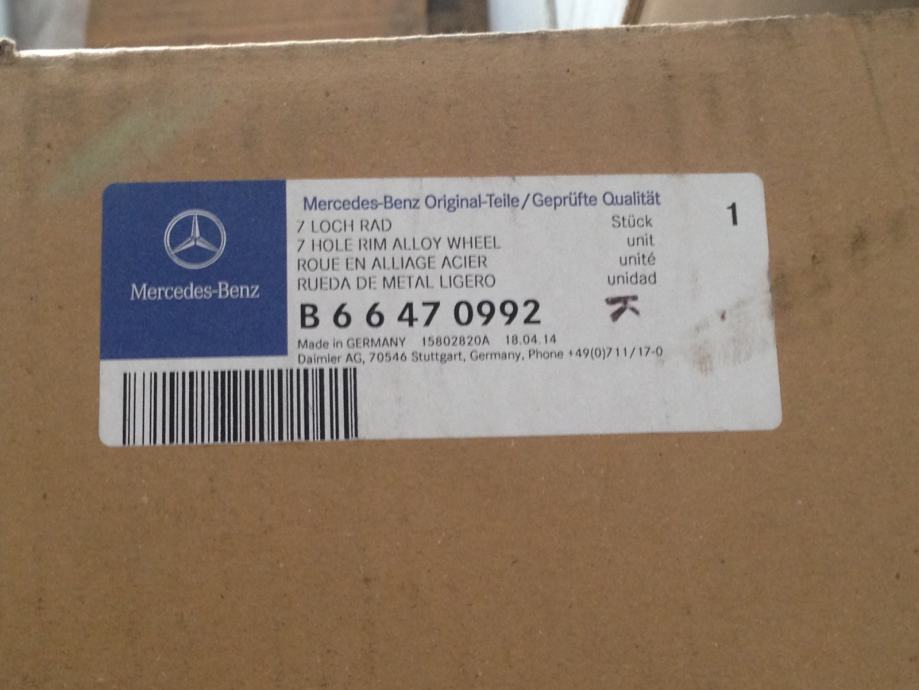 Mercedes-Benz
Mercedes-Benz Original-Teile/Geprüfte Qualität
7 LOCH RAD Stück 1
7 HOLE RIM ALLOY WHEEL unit
ROUE EN ALLIAGE ACIER unité
RUEDA DE METAL LIGERO unidad
B 6 6 47 0992 K
Made in GERMANY 15802820A 18.04.14
Daimler AG, 70546 Stuttgart, Germany, Phone +49(0)711/17-0